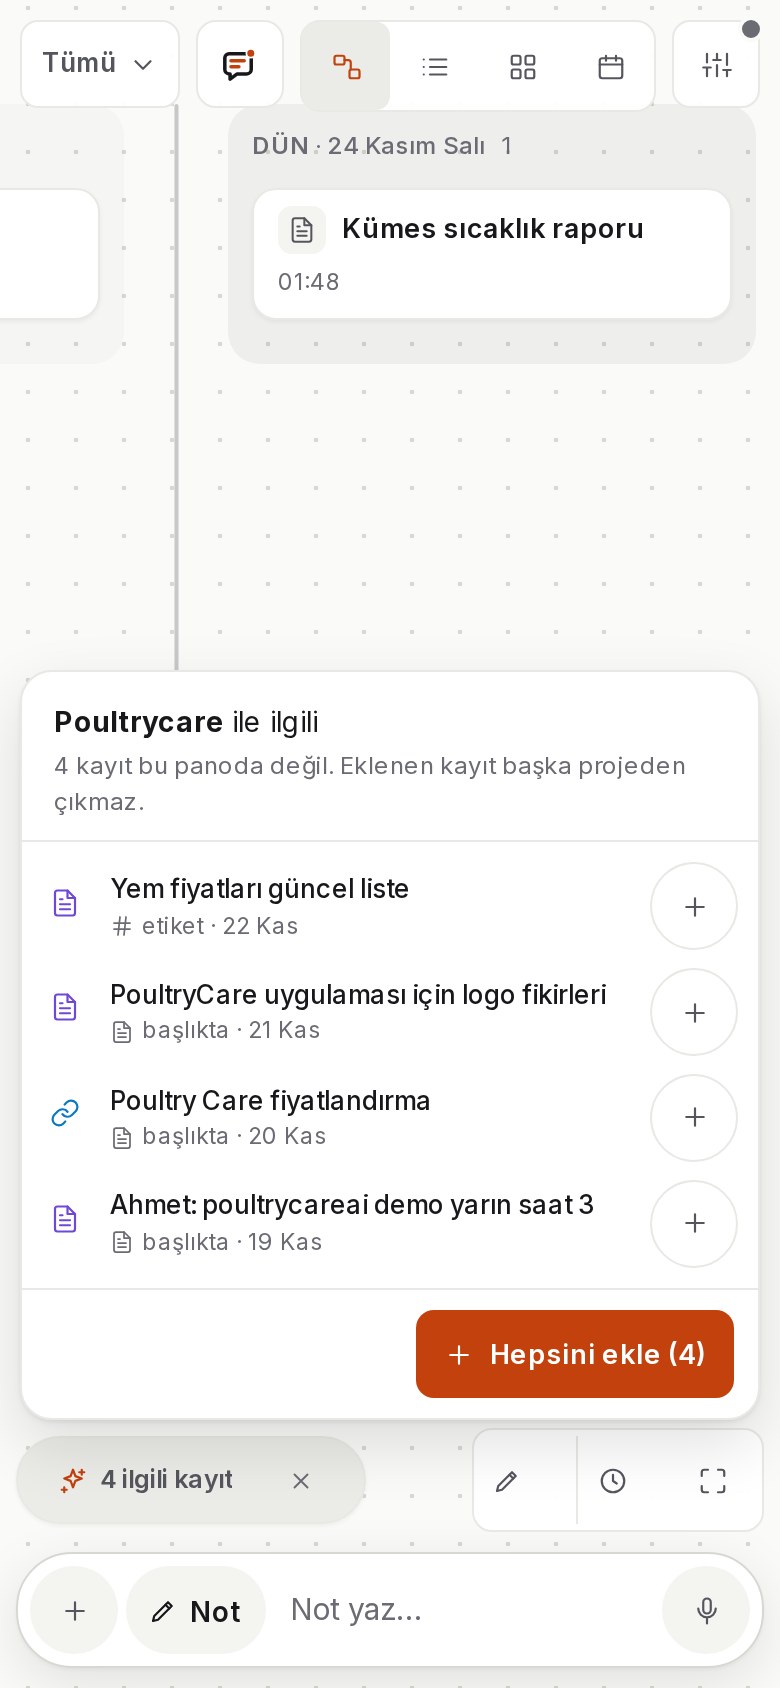 Tümü
DÜN · 24 Kasım Salı 1
Kümes sıcaklık raporu
01:48
Poultrycare ile ilgili
4 kayıt bu panoda değil. Eklenen kayıt başka projeden
çıkmaz.
Yem fiyatları güncel liste
etiket · 22 Kas
PoultryCare uygulaması için logo fikirleri
başlıkta · 21 Kas
Poultry Care fiyatlandırma
başlıkta · 20 Kas
Ahmet: poultrycareai demo yarın saat 3
başlıkta · 19 Kas
Hepsini ekle (4)
4 ilgili kayıt
Not
Not yaz...